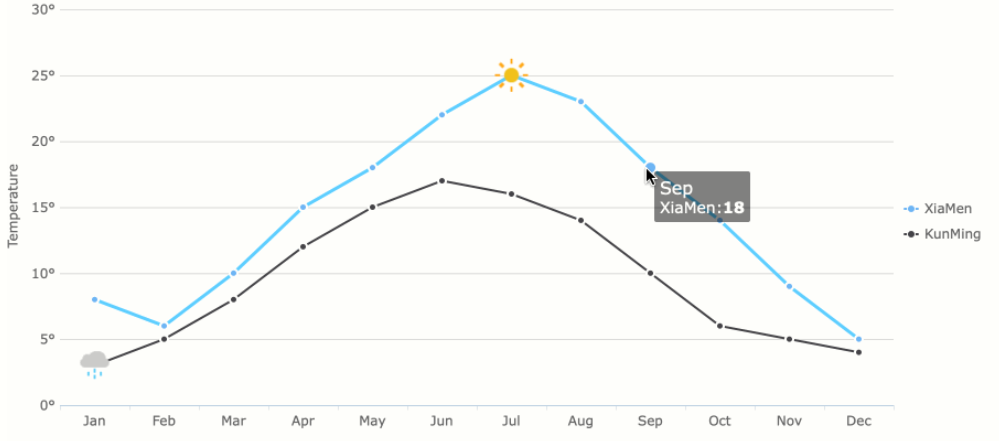 30°
25°
20°
15°
10°
5°
0°
Temperature
Sep
XiaMen:18
XiaMen
KunMing
Jan Feb Mar Apr May Jun Jul Aug Sep Oct Nov Dec